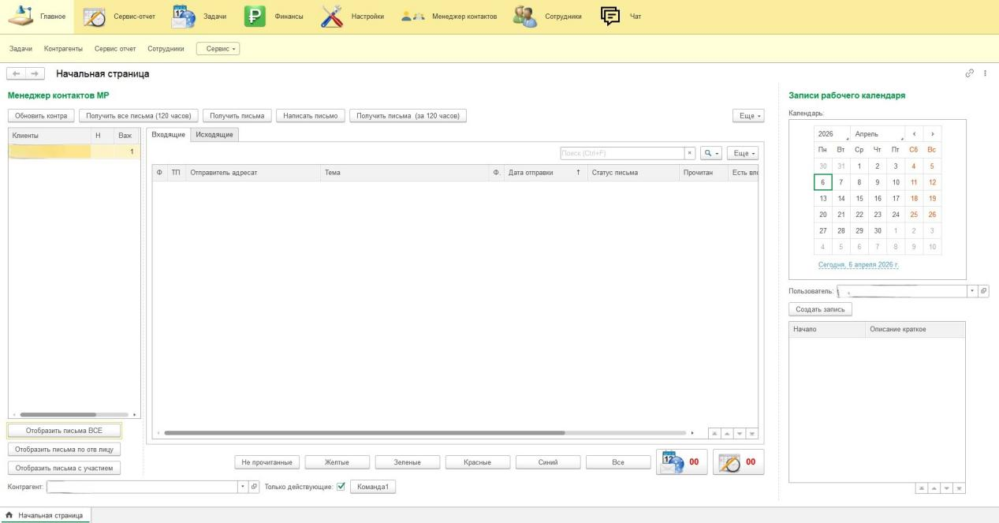 Главное Сервис-отчет 12 Задачи Финансы Настройки Менеджер контактов Сотрудники Чат
Задачи Контрагенты Сервис отчет Сотрудники Сервис
Начальная страница
Менеджер контактов МР
Обновить контра Получить все письма (120 часов) Получить письма Написать письмо Получить письма (за 120 часов) Еще
Клиенты НВаж
1
Входящие Исходящие
Поиск (Ctrl+F) × Еще
Ф ТП Отправитель адресат Тема Ф. Дата отправки ↑ Статус письма Прочитан Есть вло
Отобразить письма ВСЕ
Отобразить письма по отв лицу
Отобразить письма с участием
Не прочитанные Желтые Зеленые Красные Синий Все 12 00 00
Контрагент: Только действующие: Команда1
Записи рабочего календаря
Календарь:
2026 Апрель
Пн Вт Ср Чт Пт Сб Вс
30 31 1 2 3 4 5
6 7 8 9 10 11 12
13 14 15 16 17 18 19
20 21 22 23 24 25 26
27 28 29 30 1 2 3
4 5 6 7 8 9 10
Сегодня, 6 апреля 2026 г.
Пользователь:
Создать запись
Начало Описание краткое
Начальная страница